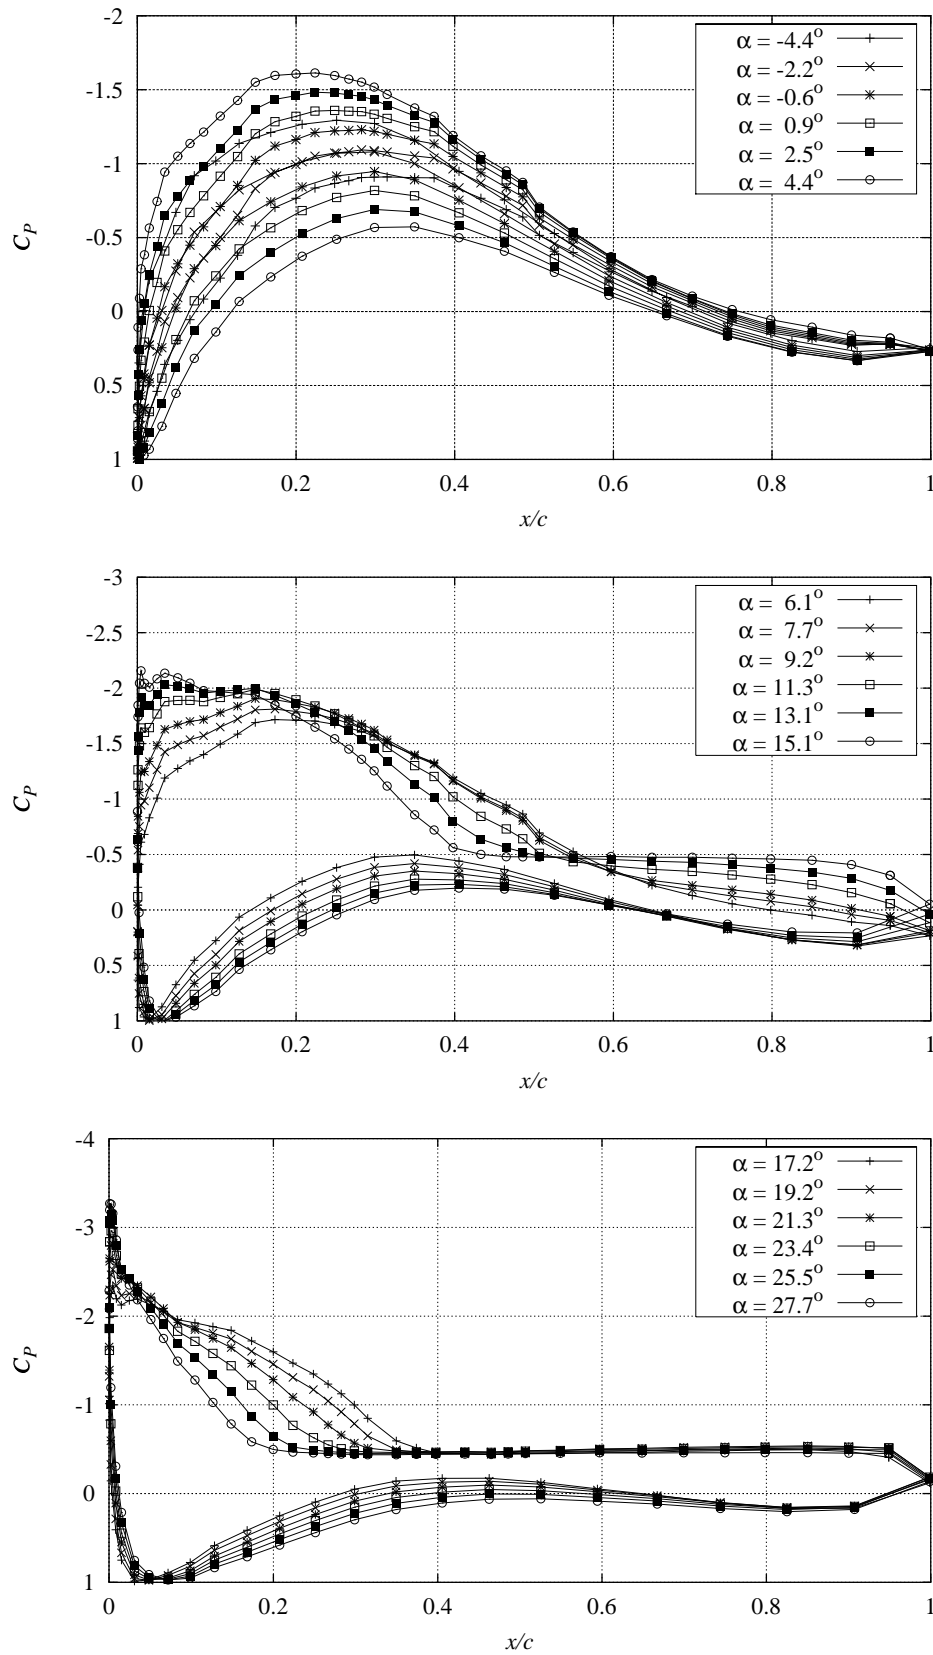 -2
-1.5
-1
-0.5
0
0.5
1
C_P
0 0.2 0.4 0.6 0.8 1
x/c
α = -4.4°
α = -2.2°
α = -0.6°
α = 0.9°
α = 2.5°
α = 4.4°
-3
-2.5
-2
-1.5
-1
-0.5
0
0.5
1
C_P
0 0.2 0.4 0.6 0.8 1
x/c
α = 6.1°
α = 7.7°
α = 9.2°
α = 11.3°
α = 13.1°
α = 15.1°
-4
-3
-2
-1
0
1
C_P
0 0.2 0.4 0.6 0.8 1
x/c
α = 17.2°
α = 19.2°
α = 21.3°
α = 23.4°
α = 25.5°
α = 27.7°